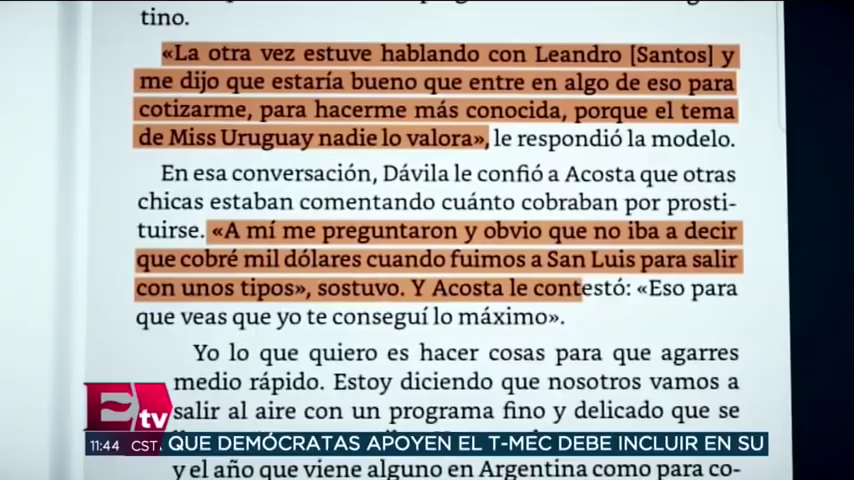 tino.
«La otra vez estuve hablando con Leandro [Santos] y
me dijo que estaría bueno que entre en algo de eso para
cotizarme, para hacerme más conocida, porque el tema
de Miss Uruguay nadie lo valora», le respondió la modelo.
En esa conversación, Dávila le confió a Acosta que otras
chicas estaban comentando cuánto cobraban por prosti-
tuirse. «A mí me preguntaron y obvio que no iba a decir
que cobré mil dólares cuando fuimos a San Luis para salir
con unos tipos», sostuvo. Y Acosta le contestó: «Eso para
que veas que yo te conseguí lo máximo».
Yo lo que quiero es hacer cosas para que agarres
medio rápido. Estoy diciendo que nosotros vamos a
salir al aire con un programa fino y delicado que se
y el año que viene alguno en Argentina como para co-
E tv
11:44 CST QUE DEMÓCRATAS APOYEN EL T-MEC DEBE INCLUIR EN SU